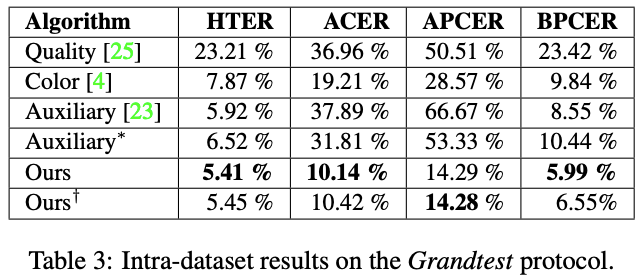 Algorithm HTER ACER APCER BPCER
Quality [25] 23.21 % 36.96 % 50.51 % 23.42 %
Color [4] 7.87 % 19.21 % 28.57 % 9.84 %
Auxiliary [23] 5.92 % 37.89 % 66.67 % 8.55 %
Auxiliary* 6.52 % 31.81 % 53.33 % 10.44 %
Ours 5.41 % 10.14 % 14.29 % 5.99 %
Ours† 5.45 % 10.42 % 14.28 % 6.55%
Table 3: Intra-dataset results on the Grandtest protocol.